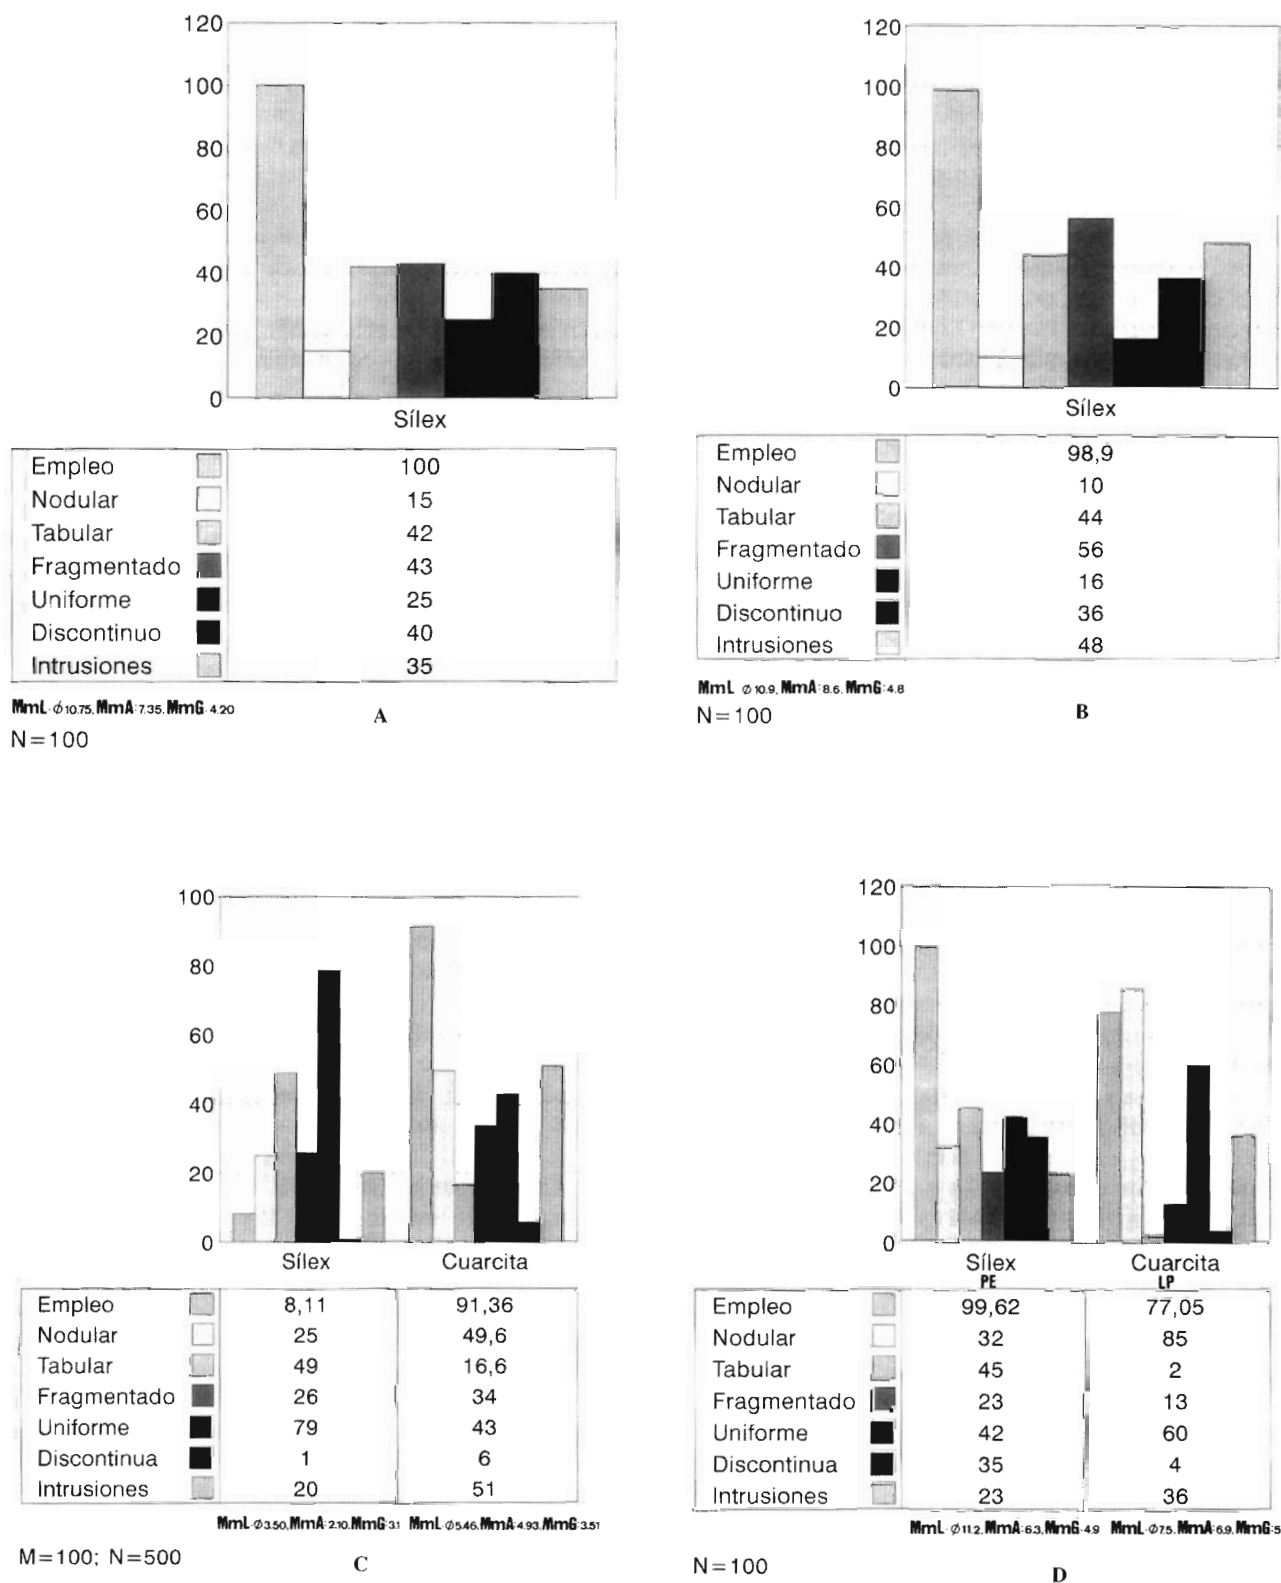 120
100
80
60
40
20
0
Sílex
Empleo 100
Nodular 15
Tabular 42
Fragmentado 43
Uniforme 25
Discontinuo 40
Intrusiones 35
MmL·Ø10.75. MmA:7.35. MmG·4.20
A
N=100
120
100
80
60
40
20
0
Sílex
Empleo 98,9
Nodular 10
Tabular 44
Fragmentado 56
Uniforme 16
Discontinuo 36
Intrusiones 48
MmL Ø10.9. MmA:8.6. MmG:4.8
N=100
B
100
80
60
40
20
0
Sílex Cuarcita
Empleo 8,11 91,36
Nodular 25 49,6
Tabular 49 16,6
Fragmentado 26 34
Uniforme 79 43
Discontinua 1 6
Intrusiones 20 51
MmL·Ø3.50. MmA:2.10. MmG:3.1 MmL·Ø5.46. MmA:4.93. MmG:3.51
M=100; N=500
C
120
100
80
60
40
20
0
Sílex Cuarcita
PE LP
Empleo 99,62 77,05
Nodular 32 85
Tabular 45 2
Fragmentado 23 13
Uniforme 42 60
Discontinua 35 4
Intrusiones 23 36
MmL·Ø11.2. MmA:6.3. MmG·4.9 MmL·Ø7.5. MmA:6.9. MmG:5
N=100
D